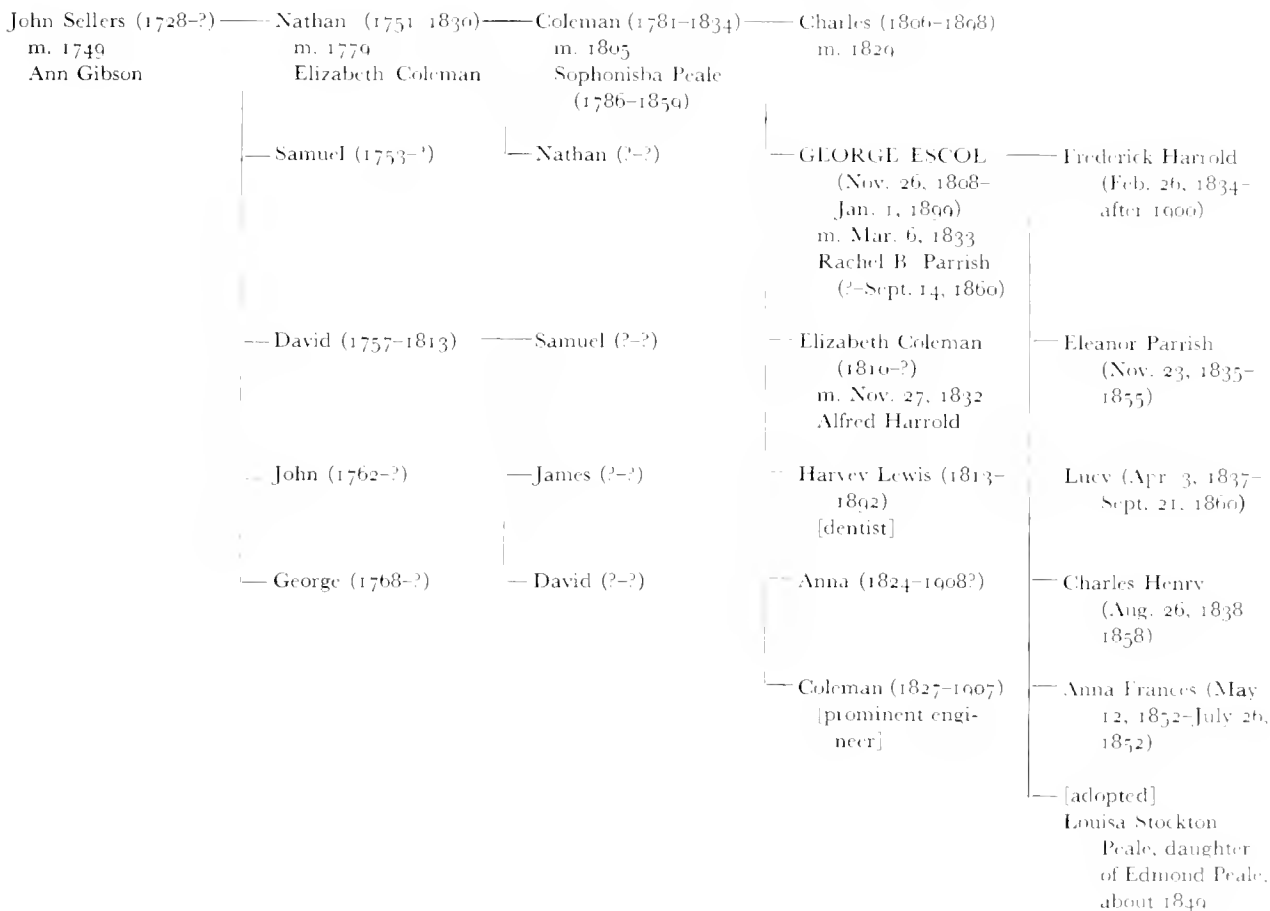 John Sellers (1728–?)
m. 1749
Ann Gibson
Nathan (1751–1830)
m. 1779
Elizabeth Coleman
Samuel (1753–?)
David (1757–1813)
John (1762–?)
George (1768–?)
Coleman (1781–1834)
m. 1805
Sophonisba Peale
(1786–1859)
Nathan (?–?)
Samuel (?–?)
James (?–?)
David (?–?)
Charles (1806–1898)
m. 1829
GEORGE ESCOL
(Nov. 26, 1808–
Jan. 1, 1899)
m. Mar. 6, 1833
Rachel B. Parrish
(?–Sept. 14, 1860)
Elizabeth Coleman
(1810–?)
m. Nov. 27, 1832
Alfred Harrold
Harvey Lewis (1813–
1892)
[dentist]
Anna (1824–1908?)
Coleman (1827–1907)
[prominent engi-
neer]
Frederick Harrold
(Feb. 26, 1834–
after 1900)
Eleanor Parrish
(Nov. 23, 1835–
1855)
Lucy (Apr. 3, 1837–
Sept. 21, 1860)
Charles Henry
(Aug. 26, 1838
1858)
Anna Frances (May
12, 1852–July 26,
1852)
[adopted]
Louisa Stockton
Peale, daughter
of Edmond Peale,
about 1849